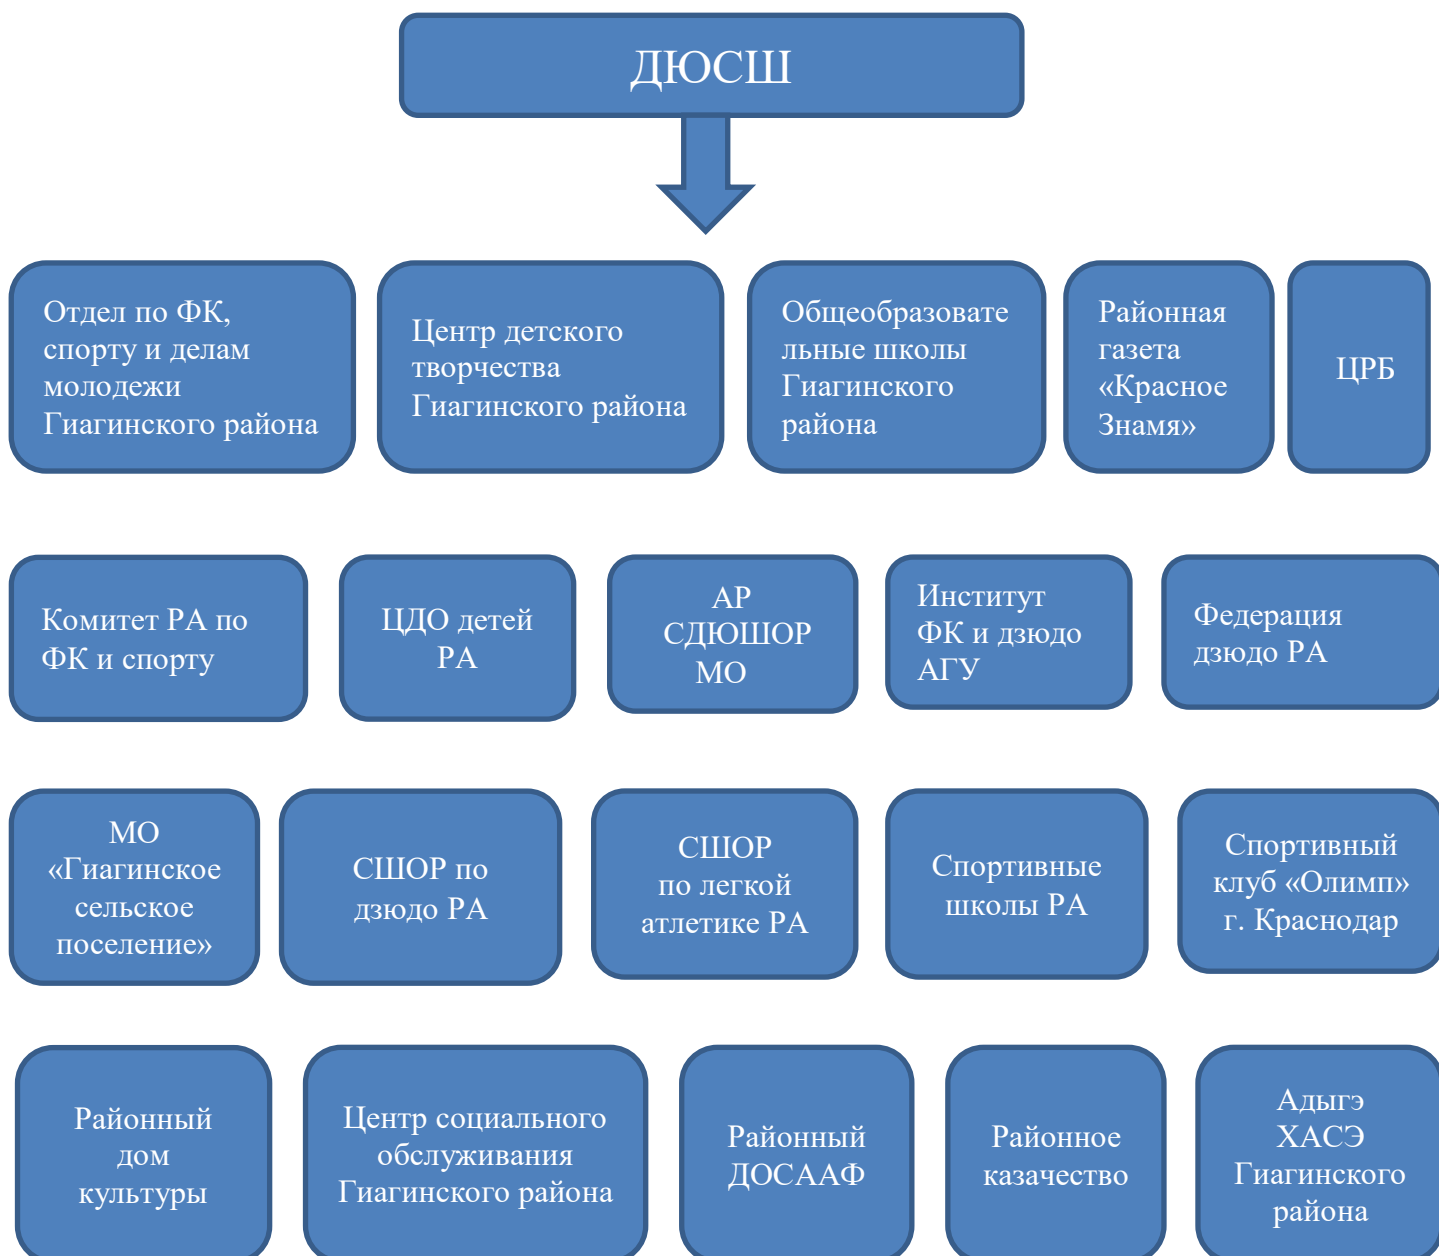 ДЮСШ
Отдел по ФК,
спорту и делам
молодежи
Гиагинского района
Центр детского
творчества
Гиагинского района
Общеобразовате
льные школы
Гиагинского
района
Районная
газета
«Красное
Знамя»
ЦРБ
Комитет РА по
ФК и спорту
ЦДО детей
РА
АР
СДЮШОР
МО
Институт
ФК и дзюдо
АГУ
Федерация
дзюдо РА
МО
«Гиагинское
сельское
поселение»
СШОР по
дзюдо РА
СШОР
по легкой
атлетике РА
Спортивные
школы РА
Спортивный
клуб «Олимп»
г. Краснодар
Районный
дом
культуры
Центр социального
обслуживания
Гиагинского района
Районный
ДОСААФ
Районное
казачество
Адыгэ
ХАСЭ
Гиагинского
района